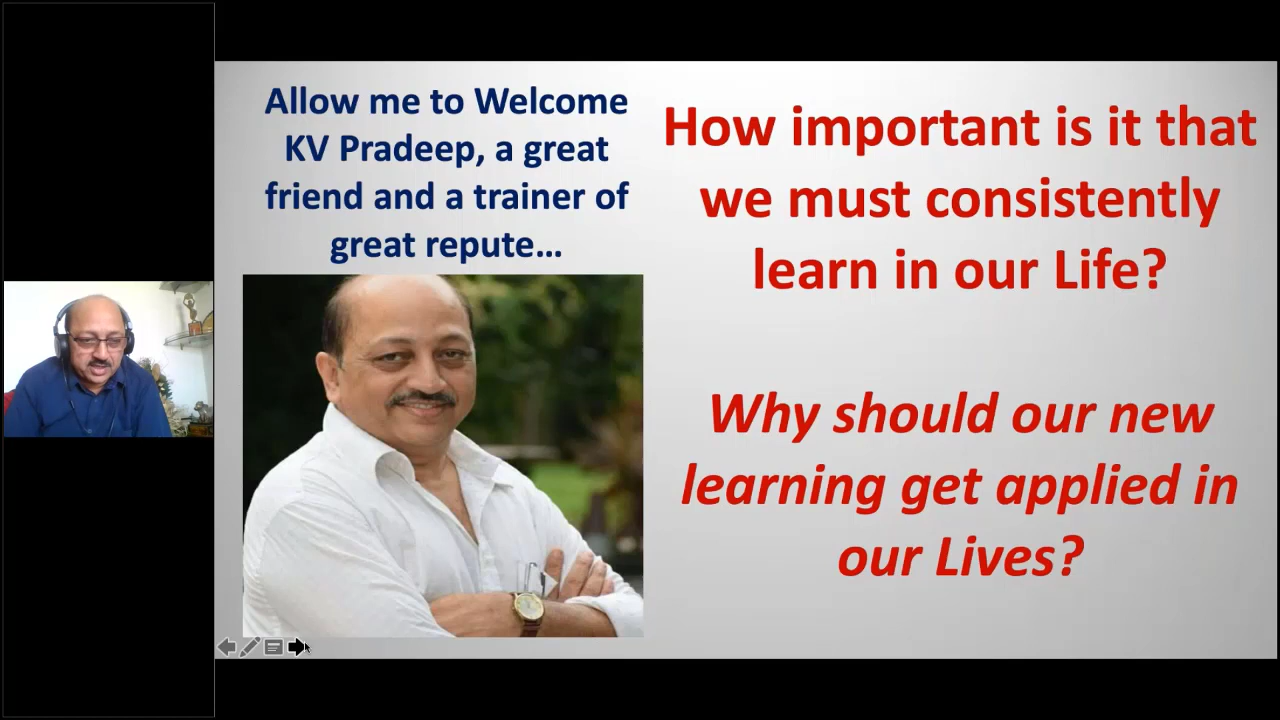 Allow me to Welcome
KV Pradeep, a great
friend and a trainer of
great repute...
How important is it that
we must consistently
learn in our Life?
Why should our new
learning get applied in
our Lives?